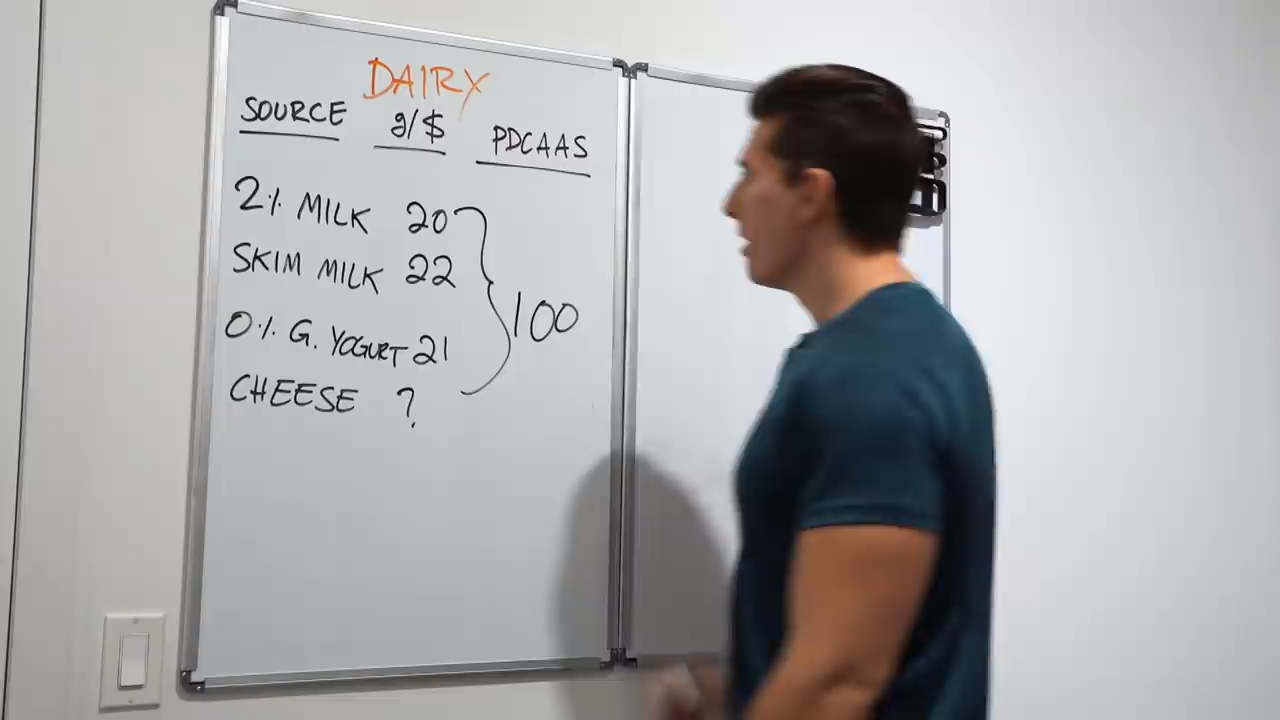 DAIRY
SOURCE g/$ PDCAAS
2% MILK 20
SKIM MILK 22
100
0% G. YOGURT 21
CHEESE ?